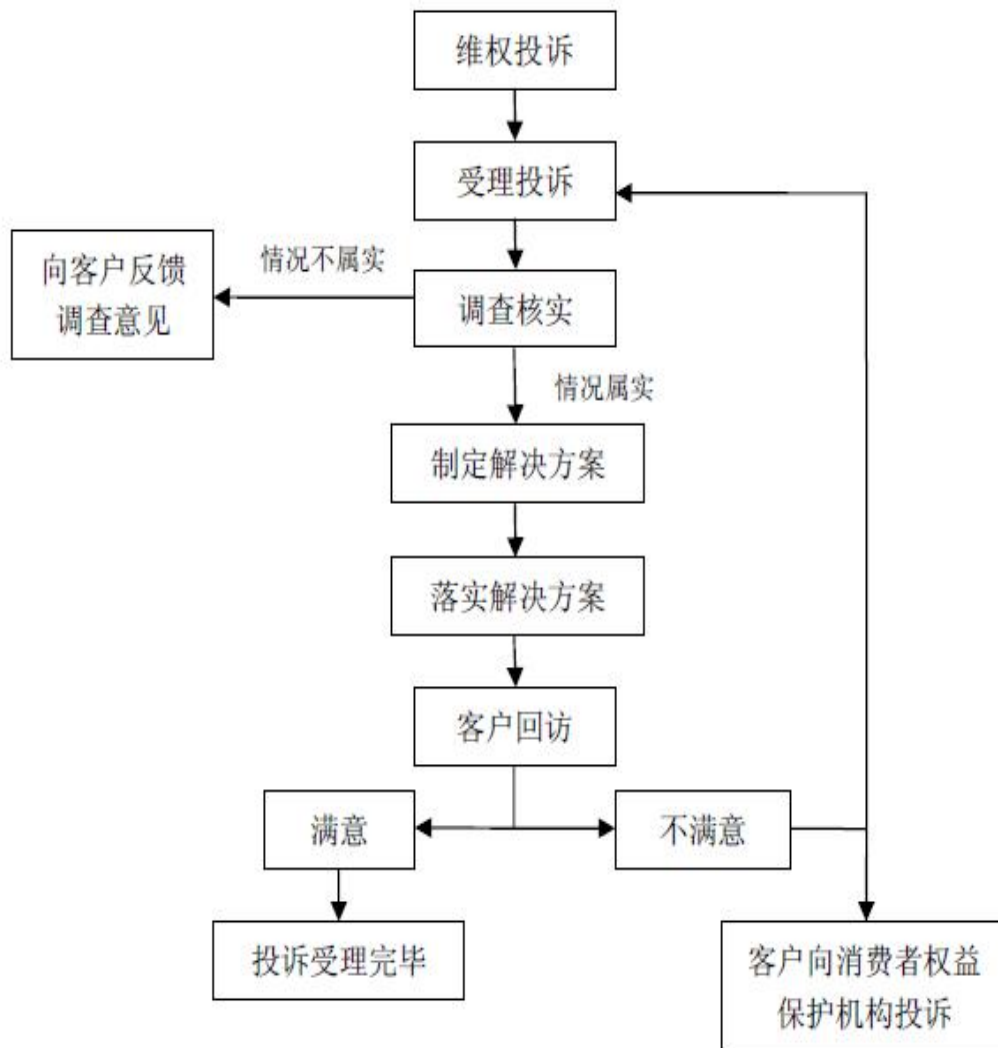 维权投诉
受理投诉
情况不属实
向客户反馈
调查意见
调查核实
情况属实
制定解决方案
落实解决方案
客户回访
满意
不满意
投诉受理完毕
客户向消费者权益
保护机构投诉